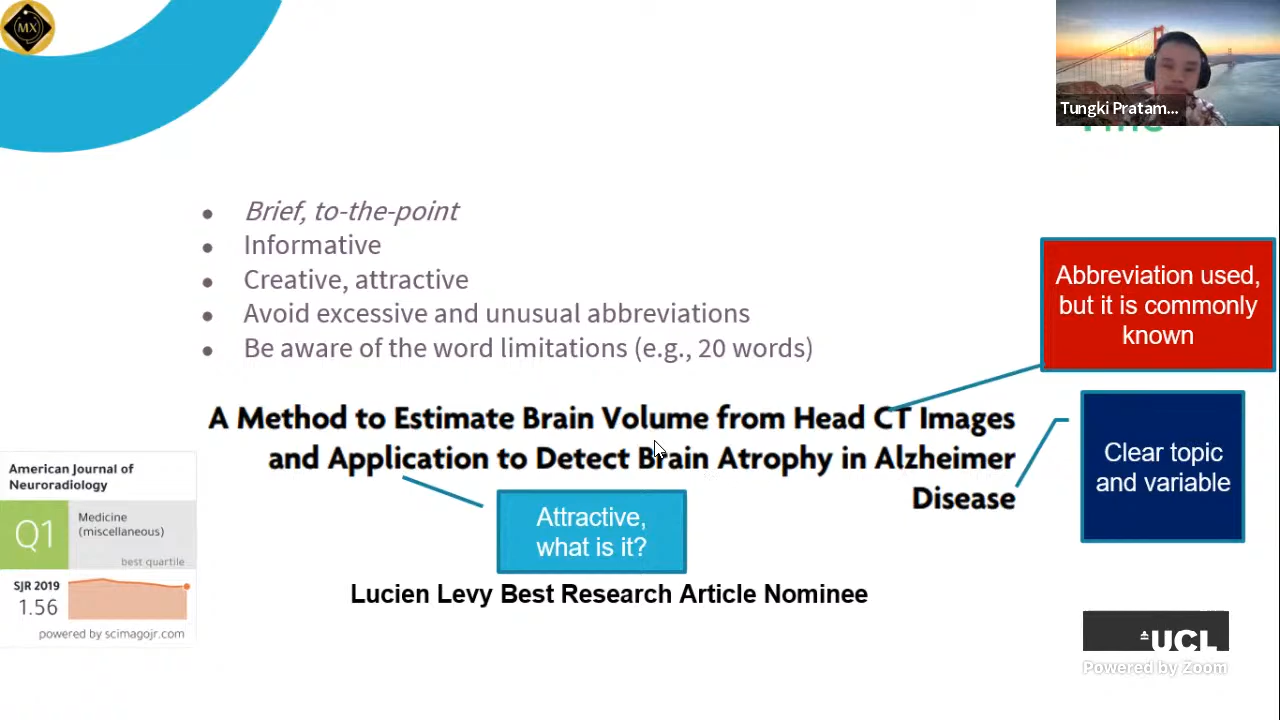 MX
Tungki Pratam...
Brief, to-the-point
Informative
Creative, attractive
Avoid excessive and unusual abbreviations
Be aware of the word limitations (e.g., 20 words)
Abbreviation used,
but it is commonly
known
A Method to Estimate Brain Volume from Head CT Images
and Application to Detect Brain Atrophy in Alzheimer
Disease
Clear topic
and variable
Attractive,
what is it?
Lucien Levy Best Research Article Nominee
American Journal of
Neuroradiology
Q1
Medicine
(miscellaneous)
best quartile
SJR 2019
1.56
powered by scimagojr.com
UCL
Powered by Zoom